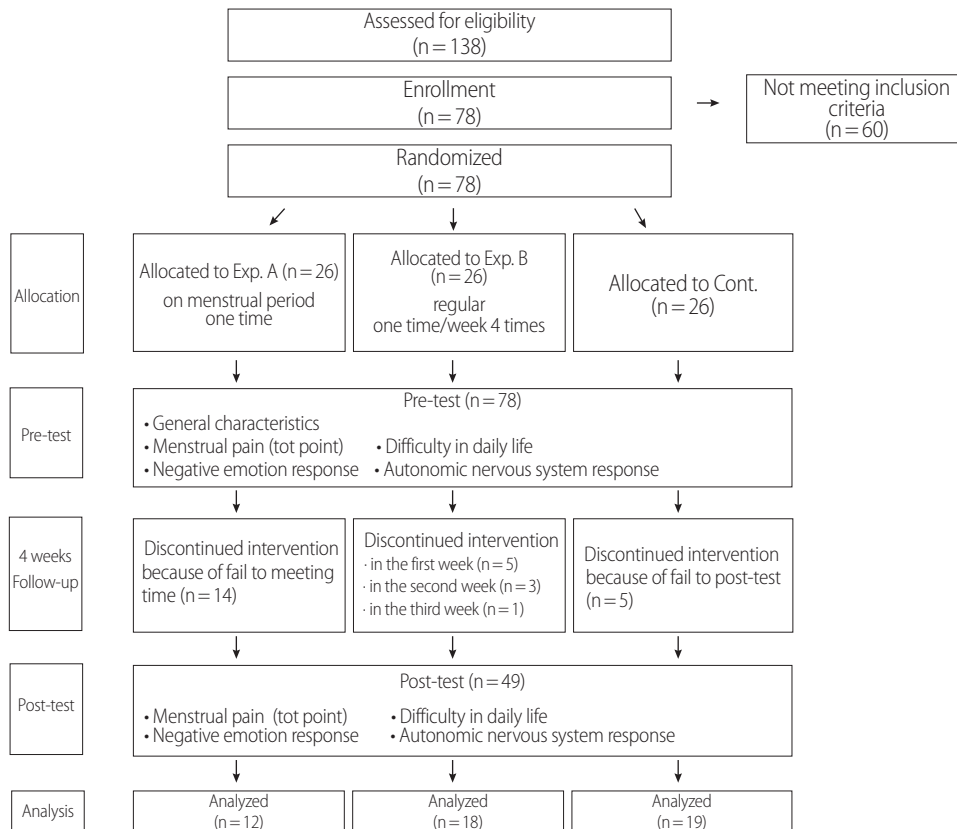 Assessed for eligibility
(n=138)
Enrollment
(n=78)
Not meeting inclusion
criteria
(n=60)
Randomized
(n=78)
Allocation
Allocated to Exp. A (n=26)
on menstrual period
one time
Allocated to Exp. B
(n=26)
regular
one time/week 4 times
Allocated to Cont.
(n=26)
Pre-test
Pre-test (n=78)
• General characteristics
• Menstrual pain (tot point) • Difficulty in daily life
• Negative emotion response • Autonomic nervous system response
4 weeks
Follow-up
Discontinued intervention
because of fail to meeting
time (n=14)
Discontinued intervention
· in the first week (n=5)
· in the second week (n=3)
· in the third week (n=1)
Discontinued intervention
because of fail to post-test
(n=5)
Post-test
Post-test (n=49)
• Menstrual pain (tot point) • Difficulty in daily life
• Negative emotion response • Autonomic nervous system response
Analysis
Analyzed
(n=12)
Analyzed
(n=18)
Analyzed
(n=19)